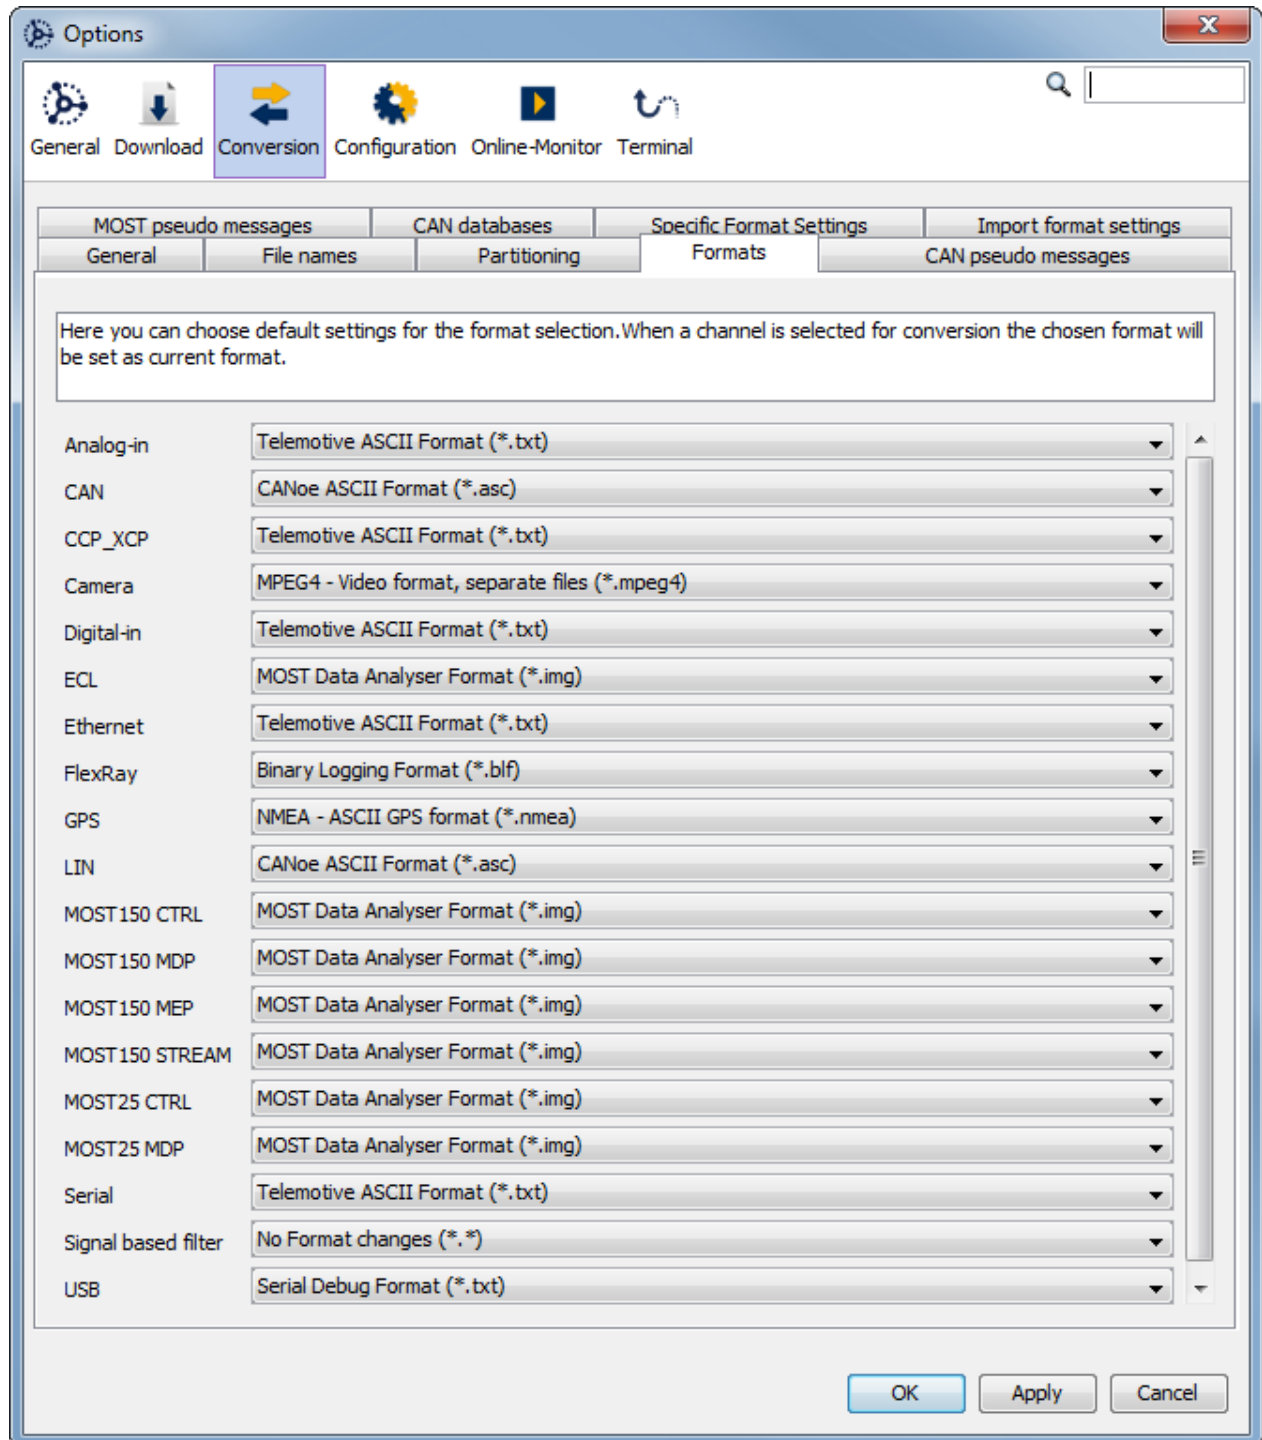 Options
General Download Conversion Configuration Online-Monitor Terminal
MOST pseudo messages CAN databases Specific Format Settings Import format settings
General File names Partitioning Formats CAN pseudo messages
Here you can choose default settings for the format selection.When a channel is selected for conversion the chosen format will
be set as current format.
Analog-in Telemotive ASCII Format (*.txt)
CAN CANoe ASCII Format (*.asc)
CCP_XCP Telemotive ASCII Format (*.txt)
Camera MPEG4 - Video format, separate files (*.mpeg4)
Digital-in Telemotive ASCII Format (*.txt)
ECL MOST Data Analyser Format (*.img)
Ethernet Telemotive ASCII Format (*.txt)
FlexRay Binary Logging Format (*.blf)
GPS NMEA - ASCII GPS format (*.nmea)
LIN CANoe ASCII Format (*.asc)
MOST150 CTRL MOST Data Analyser Format (*.img)
MOST150 MDP MOST Data Analyser Format (*.img)
MOST150 MEP MOST Data Analyser Format (*.img)
MOST150 STREAM MOST Data Analyser Format (*.img)
MOST25 CTRL MOST Data Analyser Format (*.img)
MOST25 MDP MOST Data Analyser Format (*.img)
Serial Telemotive ASCII Format (*.txt)
Signal based filter No Format changes (*.*)
USB Serial Debug Format (*.txt)
OK Apply Cancel